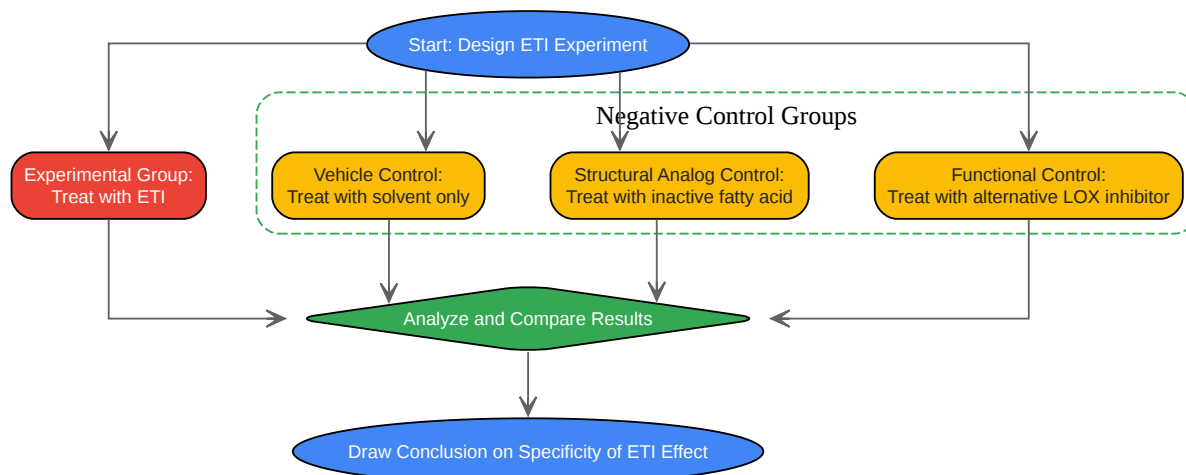 Start: Design ETI Experiment
Negative Control Groups
Experimental Group:
Treat with ETI
Vehicle Control:
Treat with solvent only
Structural Analog Control:
Treat with inactive fatty acid
Functional Control:
Treat with alternative LOX inhibitor
Analyze and Compare Results
Draw Conclusion on Specificity of ETI Effect